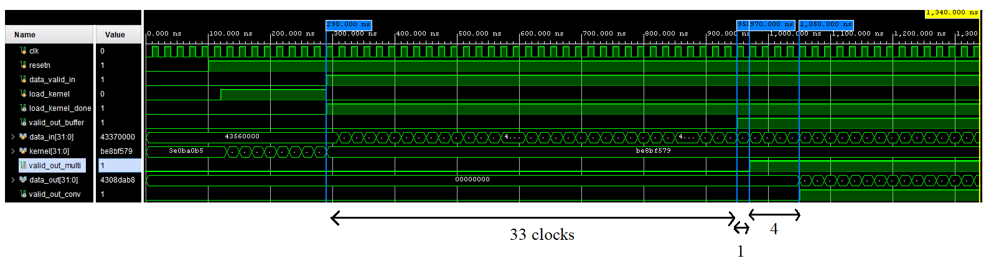 1,340.000 ns
290.000 ns 950 970.000 ns 1,050.000 ns
Name Value 0.000 ns 100.000 ns 200.000 ns 300.000 ns 400.000 ns 500.000 ns 600.000 ns 700.000 ns 800.000 ns 900.000 ns 1,000.000 ns 1,100.000 ns 1,200.000 ns 1,300
clk 0
resetn 1
data_valid_in 1
load_kernel 0
load_kernel_done 1
valid_out_buffer 1
data_in[31:0] 43370000 43560000 4... 4...
kernel[31:0] be8bf579 3e0ba0b5 be8bf579
valid_out_multi 1
data_out[31:0] 4308dab8 00000000
valid_out_conv 1
33 clocks 4
1